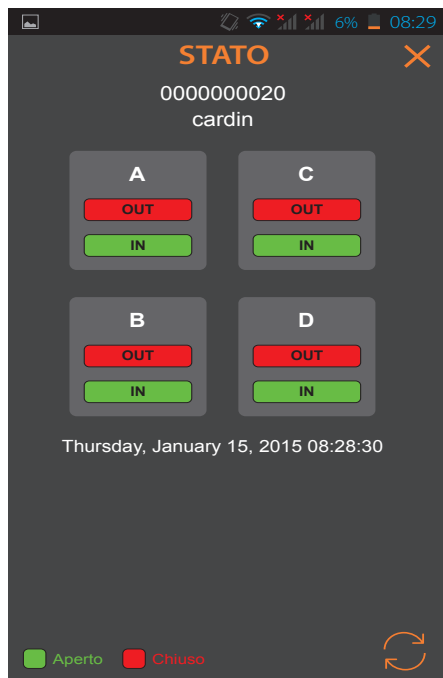 6% 08:29
STATO
0000000020
cardin
A
OUT
IN
C
OUT
IN
B
OUT
IN
D
OUT
IN
Thursday, January 15, 2015 08:28:30
Aperto Chiuso